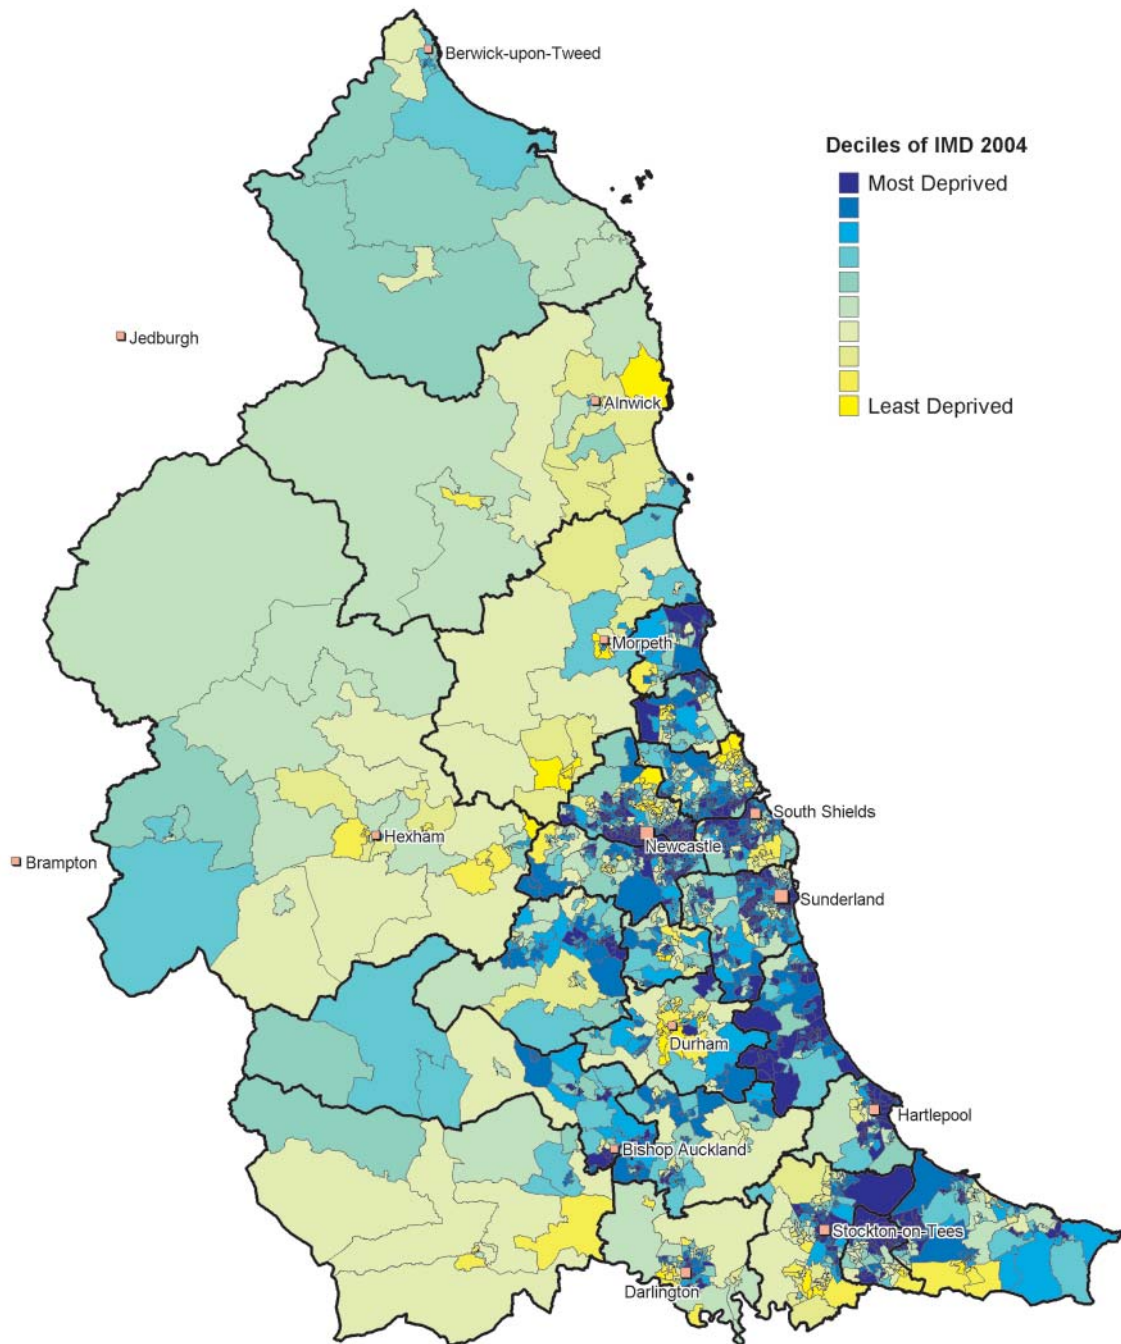 Berwick-upon-Tweed
Deciles of IMD 2004
Most Deprived
Least Deprived
Jedburgh
Alnwick
Morpeth
South Shields
Newcastle
Hexham
Brampton
Sunderland
Durham
Hartlepool
Bishop Auckland
Stockton-on-Tees
Darlington